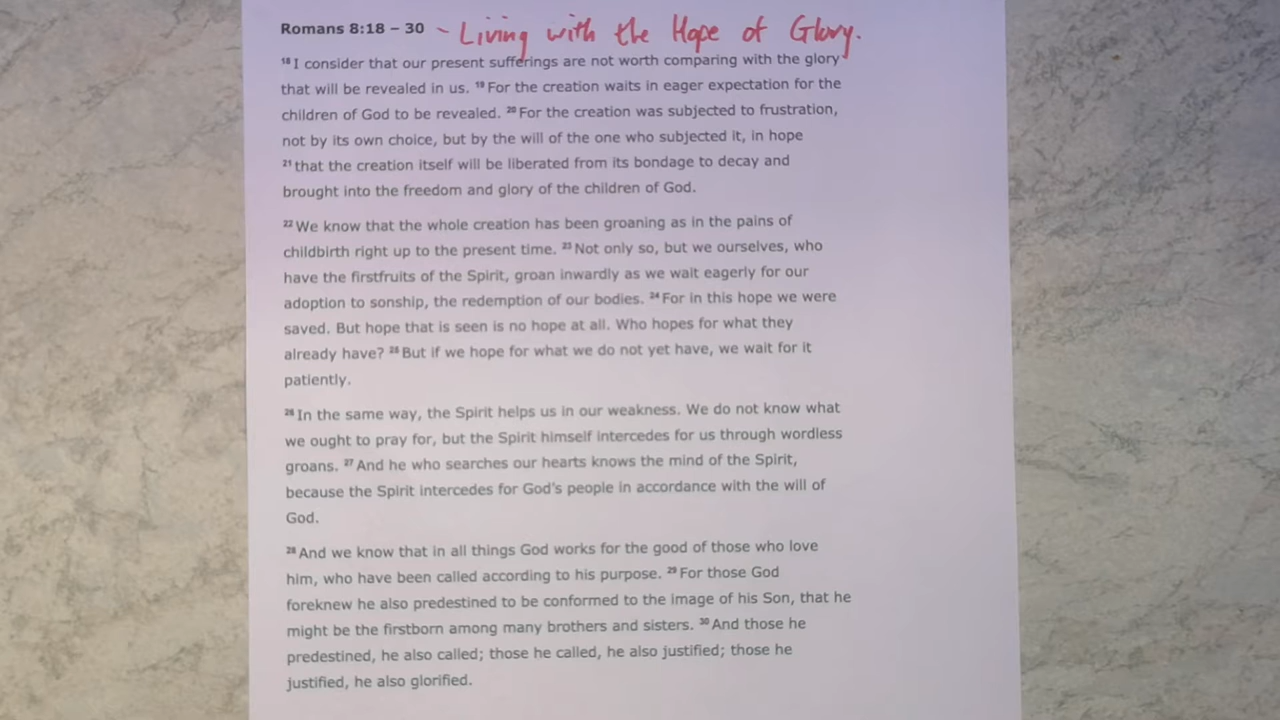 Romans 8:18 – 30 ~ Living with the Hope of Glory.
¹⁸ I consider that our present sufferings are not worth comparing with the glory
that will be revealed in us. ¹⁹ For the creation waits in eager expectation for the
children of God to be revealed. ²⁰ For the creation was subjected to frustration,
not by its own choice, but by the will of the one who subjected it, in hope
²¹ that the creation itself will be liberated from its bondage to decay and
brought into the freedom and glory of the children of God.
²² We know that the whole creation has been groaning as in the pains of
childbirth right up to the present time. ²³ Not only so, but we ourselves, who
have the firstfruits of the Spirit, groan inwardly as we wait eagerly for our
adoption to sonship, the redemption of our bodies. ²⁴ For in this hope we were
saved. But hope that is seen is no hope at all. Who hopes for what they
already have? ²⁵ But if we hope for what we do not yet have, we wait for it
patiently.
²⁶ In the same way, the Spirit helps us in our weakness. We do not know what
we ought to pray for, but the Spirit himself intercedes for us through wordless
groans. ²⁷ And he who searches our hearts knows the mind of the Spirit,
because the Spirit intercedes for God's people in accordance with the will of
God.
²⁸ And we know that in all things God works for the good of those who love
him, who have been called according to his purpose. ²⁹ For those God
foreknew he also predestined to be conformed to the image of his Son, that he
might be the firstborn among many brothers and sisters. ³⁰ And those he
predestined, he also called; those he called, he also justified; those he
justified, he also glorified.